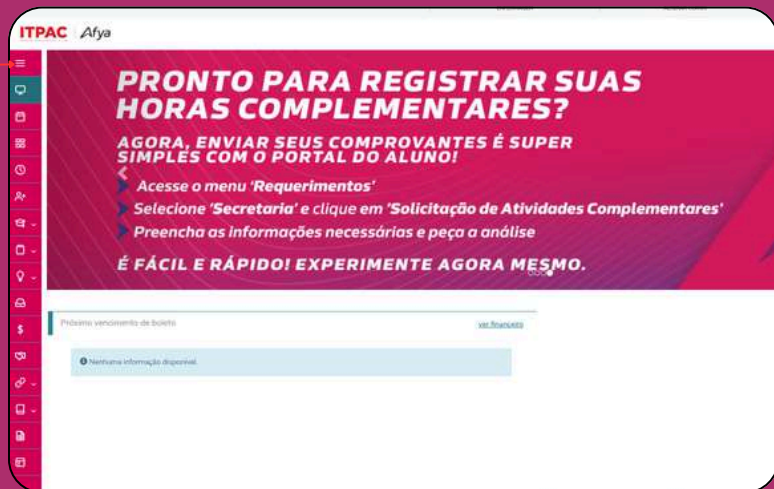 ITPAC Afya
PRONTO PARA REGISTRAR SUAS
HORAS COMPLEMENTARES?
AGORA, ENVIAR SEUS COMPROVANTES É SUPER
SIMPLES COM O PORTAL DO ALUNO!
Acesse o menu 'Requerimentos'
Selecione 'Secretaria' e clique em 'Solicitação de Atividades Complementares'
Preencha as informações necessárias e peça a análise
É FÁCIL E RÁPIDO! EXPERIMENTE AGORA MESMO.
Próximo vencimento de boleto
ver financeiro
Nenhuma informação disponível.